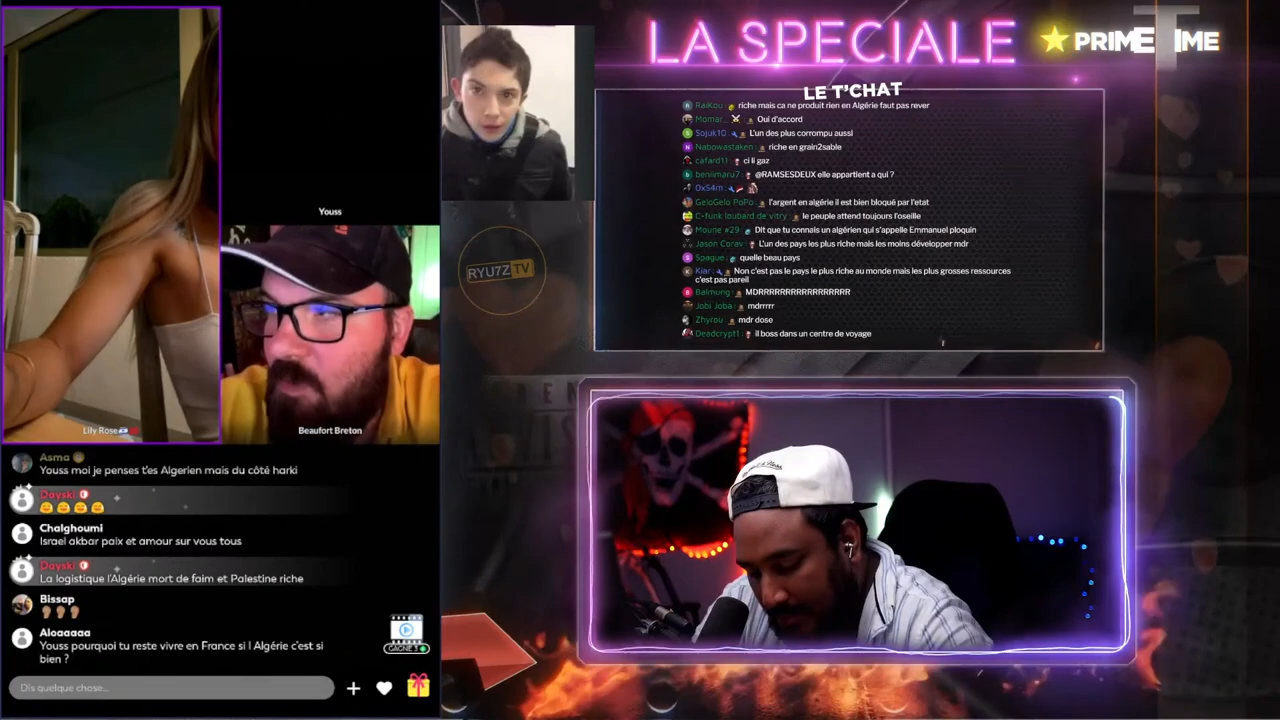 Youss
Lily Rose
Beaufort Breton
Asma
Youss moi je penses t'es Algerien mais du côté harki
Dayski
Chalghoumi
Israel akbar paix et amour sur vous tous
Dayski
La logistique l'Algérie mort de faim et Palestine riche
Bissap
Aloaaaaa
Youss pourquoi tu reste vivre en France si l Algérie c'est si
bien ?
GAGNE 3
Dis quelque chose...
RYU7Z TV
LA SPECIALE
PRIME TIME
LE T'CHAT
RaiKou : riche mais ca ne produit rien en Algérie faut pas rever
Momar... Oui d'accord
Sojuk10 : L'un des plus corrompu aussi
Nabowastaken : riche en grain2sable
cafard11 : ci li gaz
beniimaru7 : @RAMSESDEUX elle appartient a qui ?
0xS4m :
GeloGelo PoPo : l'argent en algérie il est bien bloqué par l'etat
C-funk loubard de vitry : le peuple attend toujours l'oseille
Moune #29 : Dit que tu connais un algérien qui s'appelle Emmanuel ploquin
Jason Corav : L'un des pays les plus riche mais les moins développer mdr
Spague : quelle beau pays
Kiar : Non c'est pas le pays le plus riche au monde mais les plus grosses ressources
c'est pas pareil
Balmung : MDRRRRRRRRRRRRRRRRR
Jobi Joba : mdrrrrr
Zhyrou : mdr dose
Deadcrypt1 : il boss dans un centre de voyage